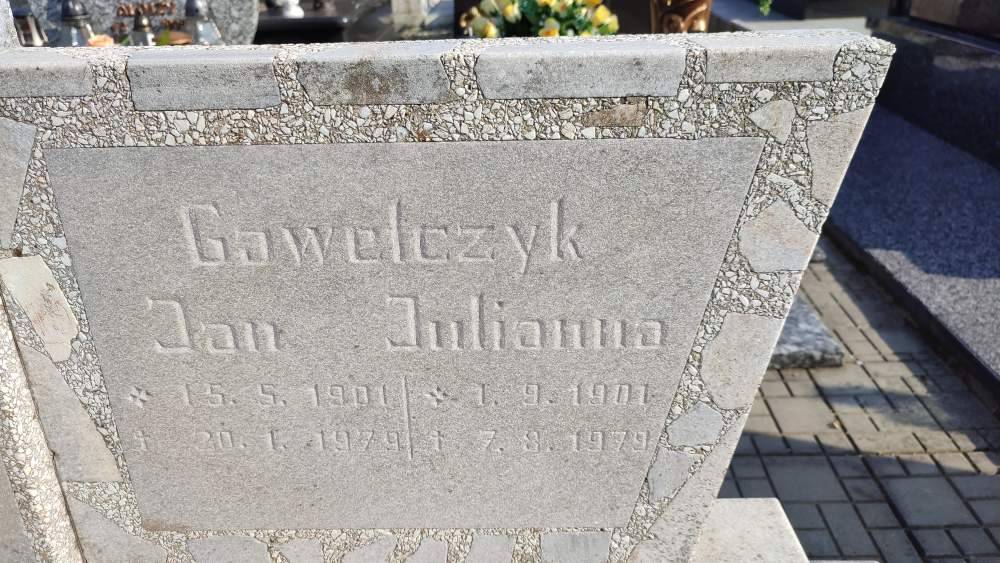 Gawełczyk
Jan Julianna
* 15. 5. 1901 * 1. 9. 1901
† 20. 1. 1979 † 7. 8. 1979